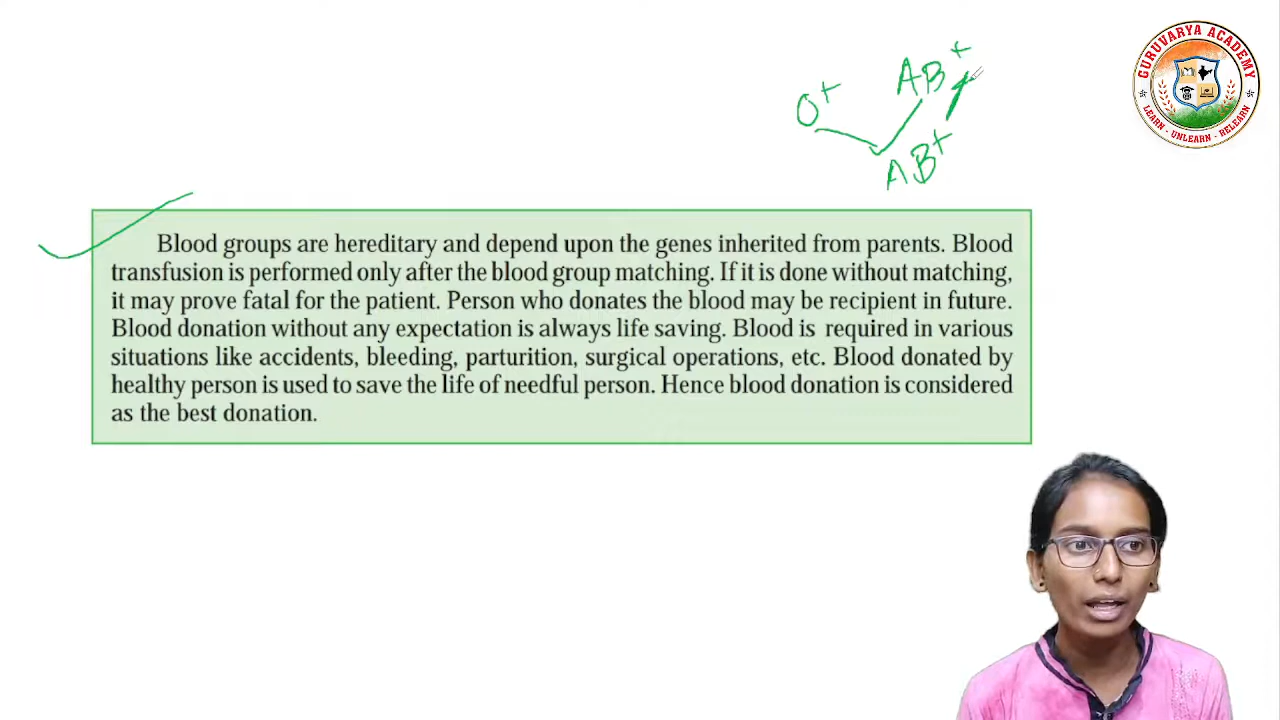 GURUVARYA ACADEMY
LEARN - UNLEARN - RELEARN
O+
AB+
AB+
Blood groups are hereditary and depend upon the genes inherited from parents. Blood
transfusion is performed only after the blood group matching. If it is done without matching,
it may prove fatal for the patient. Person who donates the blood may be recipient in future.
Blood donation without any expectation is always life saving. Blood is required in various
situations like accidents, bleeding, parturition, surgical operations, etc. Blood donated by
healthy person is used to save the life of needful person. Hence blood donation is considered
as the best donation.